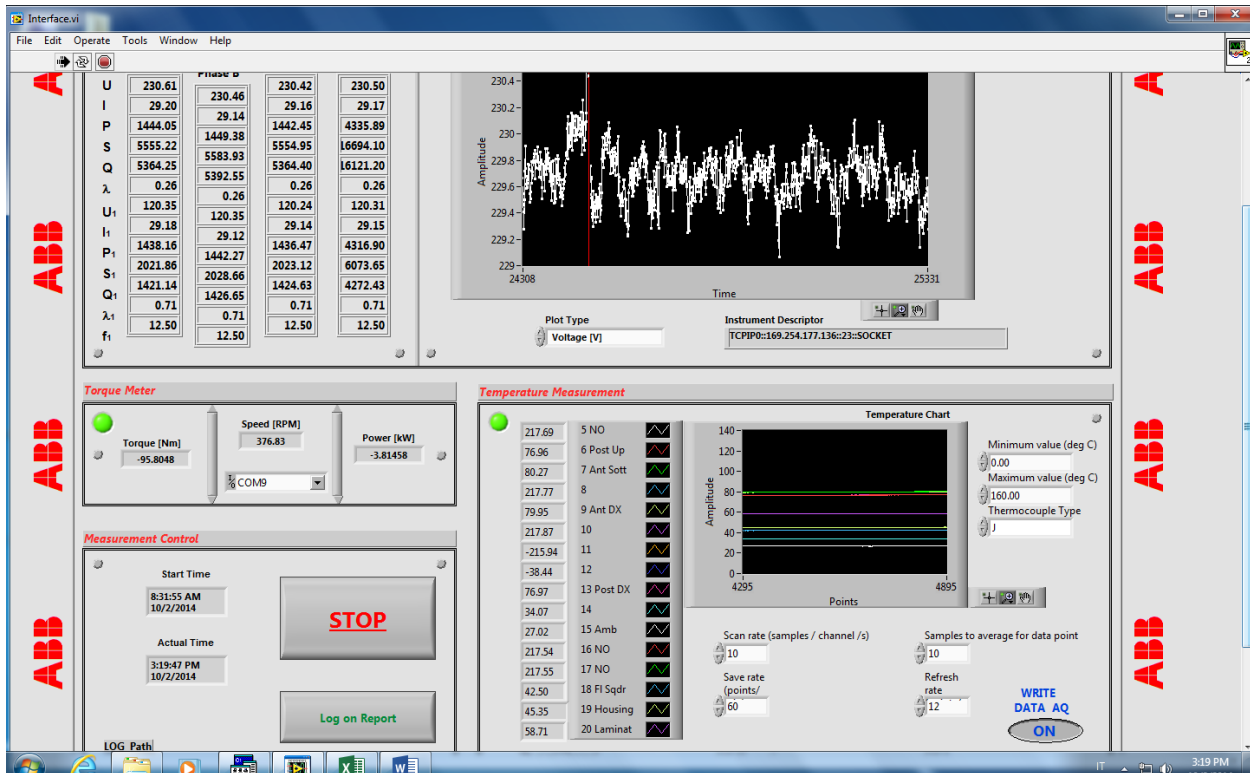 Interface.vi
File Edit Operate Tools Window Help
ABB
ABB
ABB
ABB
ABB
ABB
ABB
ABB
Phase B
U 230.61 230.46 230.42 230.50
I 29.20 29.14 29.16 29.17
P 1444.05 1449.38 1442.45 4335.89
S 5555.22 5583.93 5554.95 16694.10
Q 5364.25 5392.55 5364.40 16121.20
λ 0.26 0.26 0.26 0.26
U1 120.35 120.35 120.24 120.31
I1 29.18 29.12 29.14 29.15
P1 1438.16 1442.27 1436.47 4316.90
S1 2021.86 2028.66 2023.12 6073.65
Q1 1421.14 1426.65 1424.63 4272.43
λ1 0.71 0.71 0.71 0.71
f1 12.50 12.50 12.50 12.50
Amplitude
230.4
230.2
230
229.8
229.6
229.4
229.2
229
24308 25331
Time
Plot Type
Voltage [V]
Instrument Descriptor
TCPIP0::169.254.177.136::23::SOCKET
Torque Meter
Torque [Nm]
-95.8048
Speed [RPM]
376.83
COM9
Power [kW]
-3.81458
Measurement Control
Start Time
8:31:55 AM
10/2/2014
Actual Time
3:19:47 PM
10/2/2014
STOP
Log on Report
LOG Path
Temperature Measurement
217.69 5 NO
76.96 6 Post Up
80.27 7 Ant Sott
217.77 8
79.95 9 Ant DX
217.87 10
-215.94 11
-38.44 12
76.97 13 Post DX
34.07 14
27.02 15 Amb
217.54 16 NO
217.55 17 NO
42.50 18 Fl Sqdr
45.35 19 Housing
58.71 20 Laminat
Temperature Chart
Amplitude
140
120
100
80
60
40
20
0
4295 4895
Points
Minimum value (deg C)
0.00
Maximum value (deg C)
160.00
Thermocouple Type
J
Scan rate (samples / channel /s)
10
Samples to average for data point
10
Save rate
(points/
60
Refresh
rate
12
WRITE
DATA AQ
ON
IT
3:19 PM